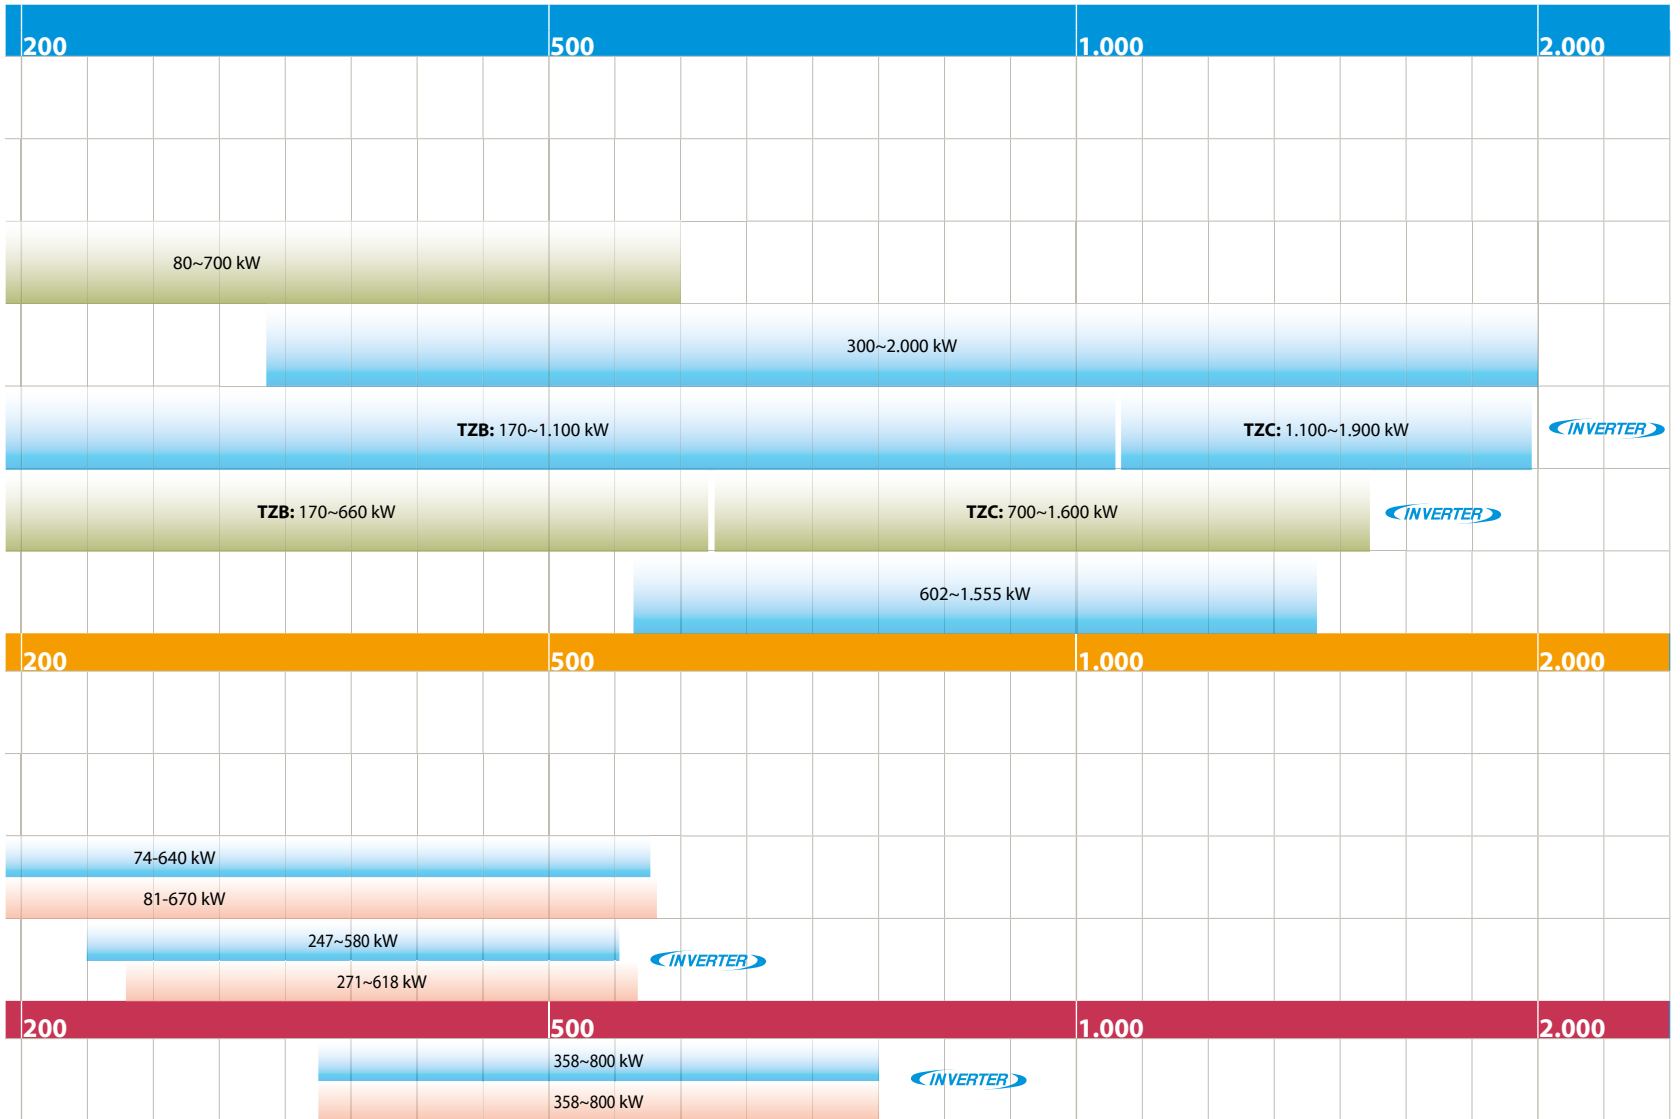 200 500 1.000 2.000
80~700 kW
300~2.000 kW
TZB: 170~1.100 kW TZC: 1.100~1.900 kW INVERTER
TZB: 170~660 kW TZC: 700~1.600 kW INVERTER
602~1.555 kW
200 500 1.000 2.000
74-640 kW
81-670 kW
247~580 kW
INVERTER
271~618 kW
200 500 1.000 2.000
358~800 kW
INVERTER
358~800 kW